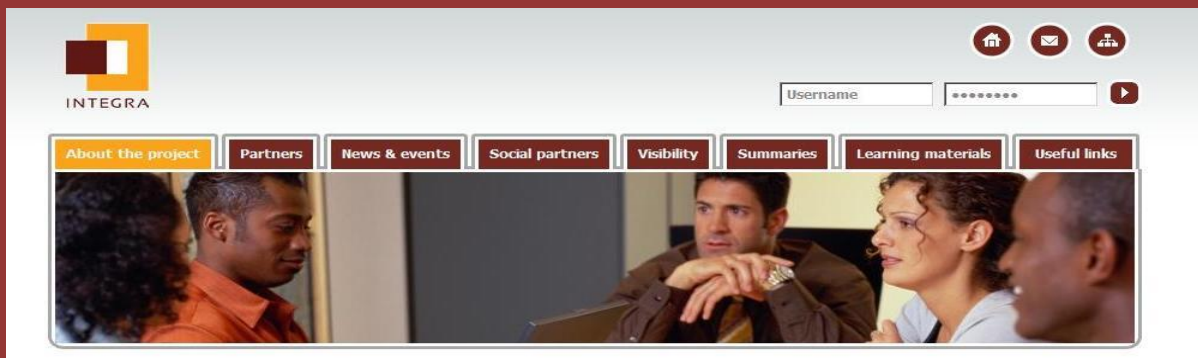 INTEGRA
Username ••••••••
About the project Partners News & events Social partners Visibility Summaries Learning materials Useful links